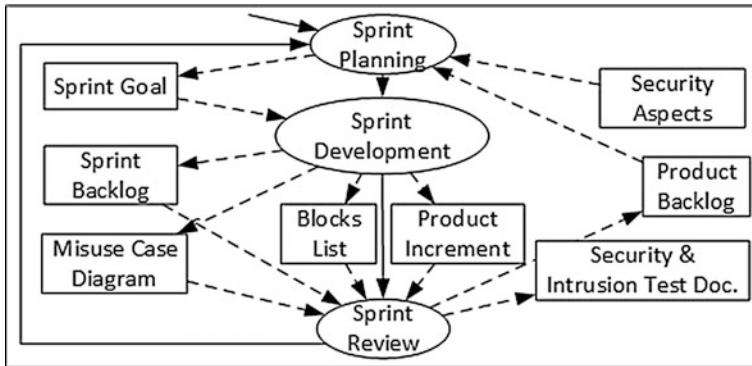 Sprint
Planning
Sprint Goal
Security
Aspects
Sprint
Development
Sprint
Backlog
Product
Backlog
Blocks
List
Product
Increment
Misuse Case
Diagram
Security &
Intrusion Test Doc.
Sprint
Review